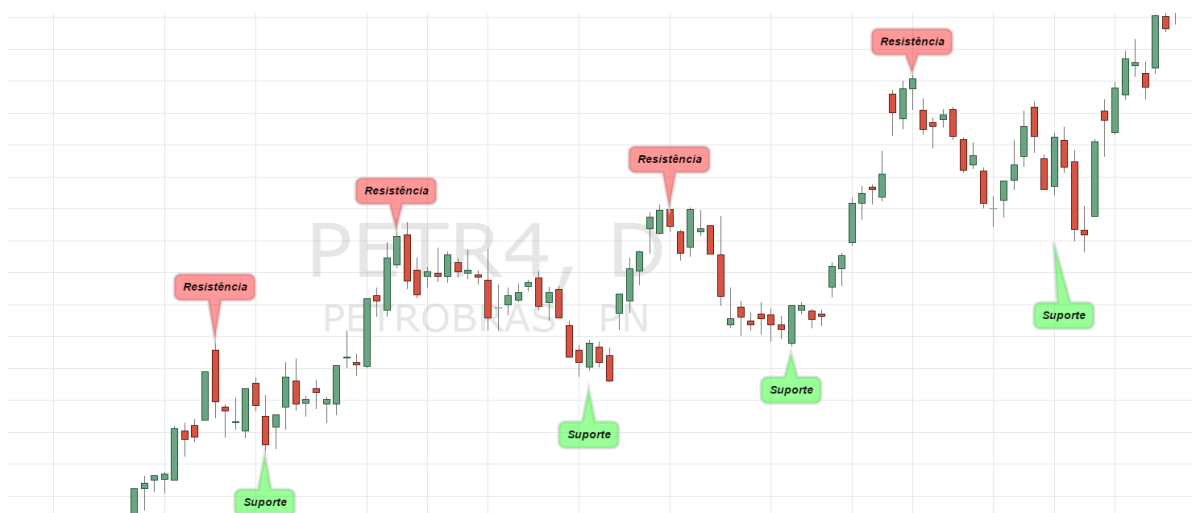 Resistência
Resistência
Resistência
Resistência
PETR4, D
PETROBRAS PN
Suporte
Suporte
Suporte
Suporte